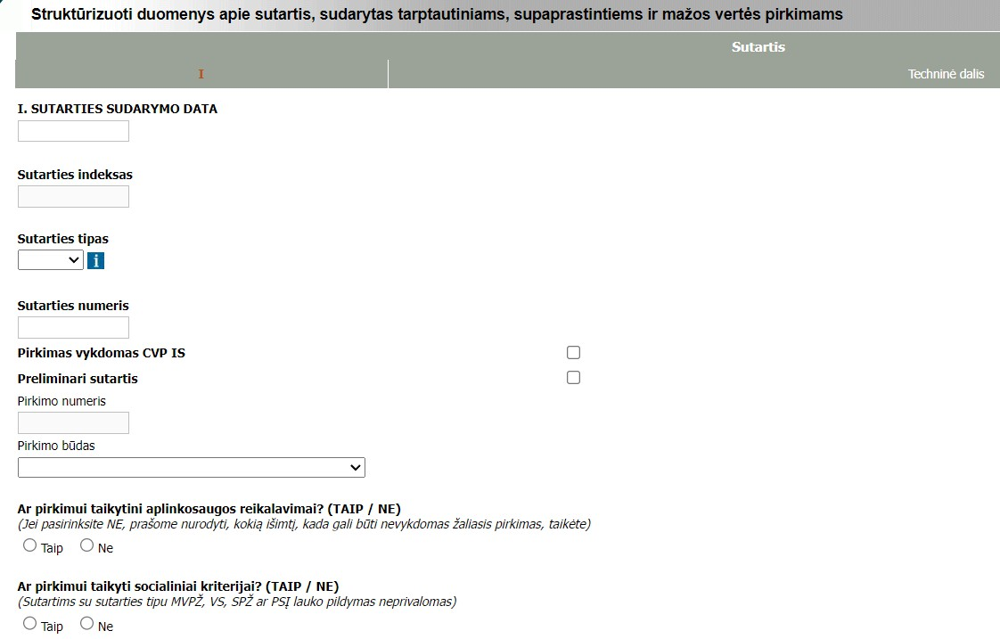 Struktūrizuoti duomenys apie sutartis, sudarytas tarptautiniams, supaprastintiems ir mažos vertės pirkimams
Sutartis
I
Techninė dalis
I. SUTARTIES SUDARYMO DATA
Sutarties indeksas
Sutarties tipas
i
Sutarties numeris
Pirkimas vykdomas CVP IS
Preliminari sutartis
Pirkimo numeris
Pirkimo būdas
Ar pirkimui taikytini aplinkosaugos reikalavimai? (TAIP / NE)
(Jei pasirinksite NE, prašome nurodyti, kokią išimtį, kada gali būti nevykdomas žaliasis pirkimas, taikėte)
Taip Ne
Ar pirkimui taikyti socialiniai kriterijai? (TAIP / NE)
(Sutartims su sutarties tipu MVPŽ, VS, SPŽ ar PSĮ lauko pildymas neprivalomas)
Taip Ne